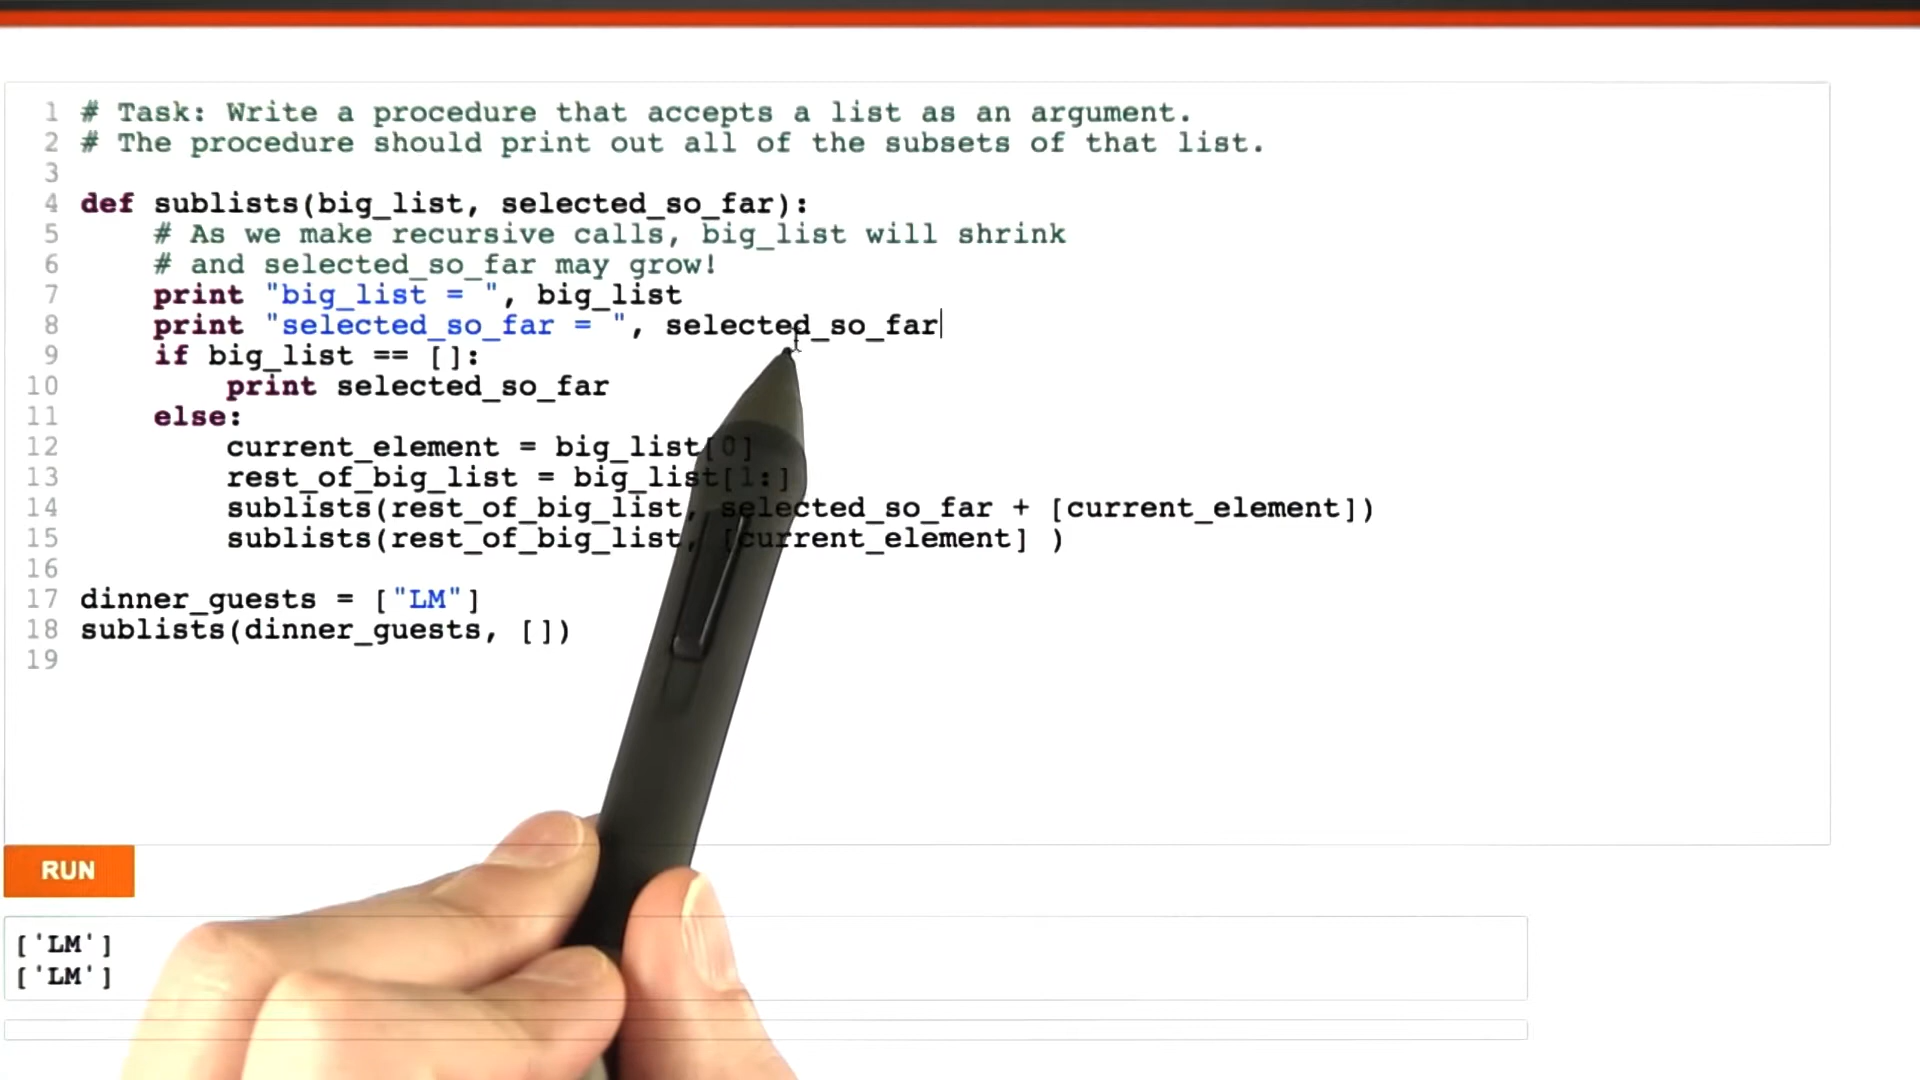 1 # Task: Write a procedure that accepts a list as an argument.
2 # The procedure should print out all of the subsets of that list.
3
4 def sublists(big_list, selected_so_far):
5 # As we make recursive calls, big_list will shrink
6 # and selected_so_far may grow!
7 print "big_list = ", big_list
8 print "selected_so_far = ", selected_so_far
9 if big_list == []:
10 print selected_so_far
11 else:
12 current_element = big_list[0]
13 rest_of_big_list = big_list[1:]
14 sublists(rest_of_big_list, selected_so_far + [current_element])
15 sublists(rest_of_big_list, [current_element] )
16
17 dinner_guests = ["LM"]
18 sublists(dinner_guests, [])
19
RUN
['LM']
['LM']